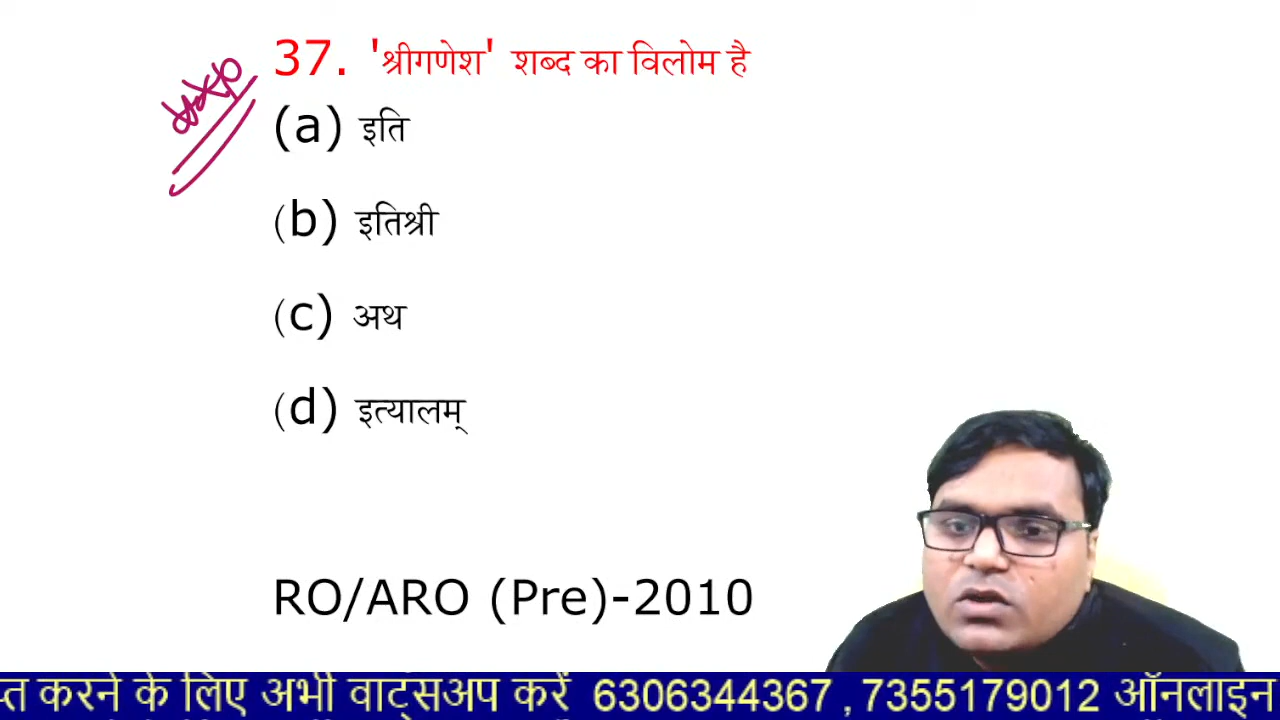 37. 'श्रीगणेश' शब्द का विलोम है
(a) इति
(b) इतिश्री
(c) अथ
(d) इत्यालम्
RO/ARO (Pre)-2010
प्त करने के लिए अभी वाट्सअप करें 6306344367 , 7355179012 ऑनलाइन